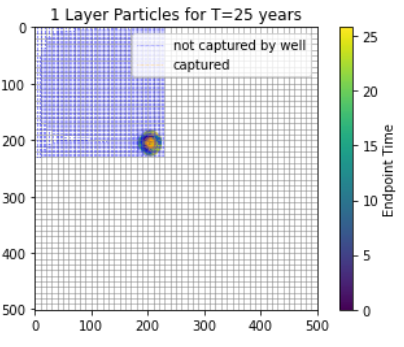 1 Layer Particles for T=25 years
not captured by well
captured
0
100
200
300
400
500
0 100 200 300 400 500
25
20
15
10
5
0
Endpoint Time